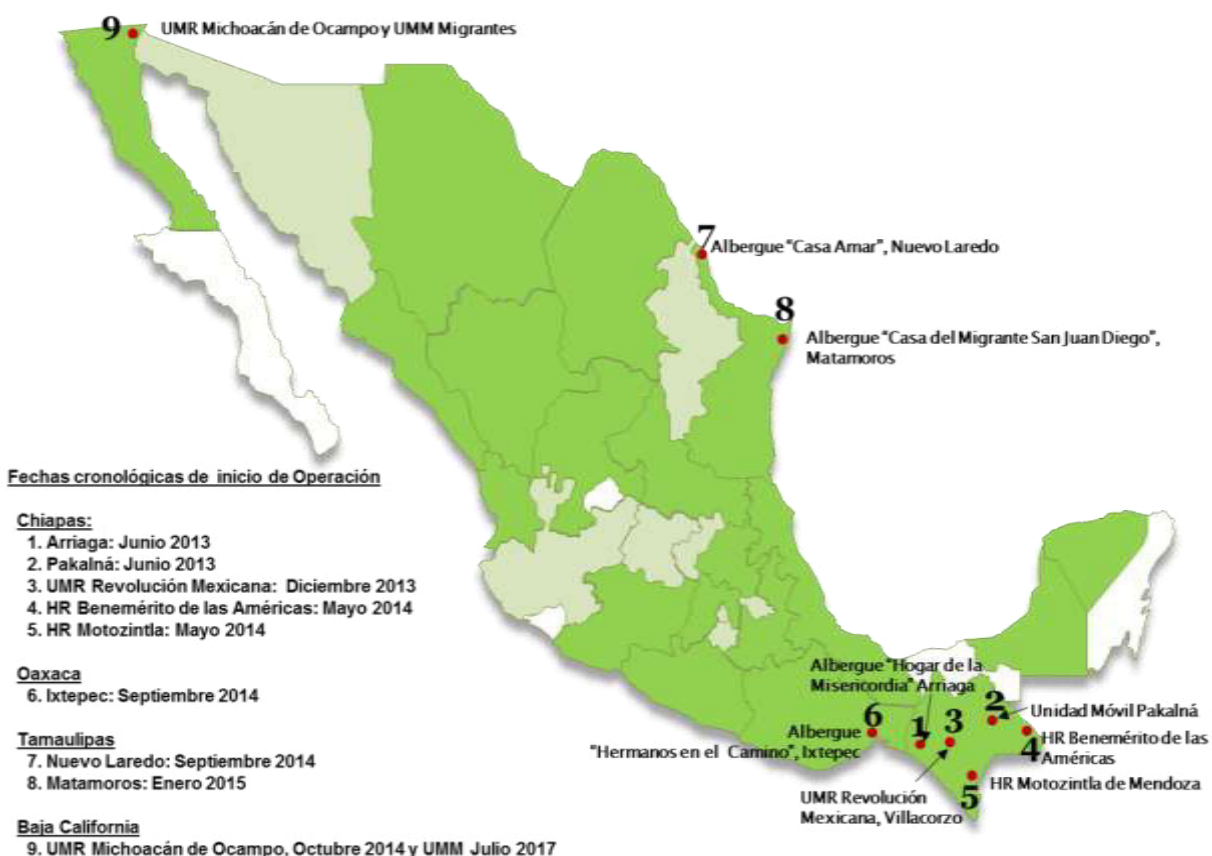 9
UMR Michoacán de Ocampo y UMM Migrantes
7
Albergue "Casa Amar", Nuevo Laredo
8
Albergue "Casa del Migrante San Juan Diego",
Matamoros
Fechas cronológicas de inicio de Operación
Chiapas:
1. Arriaga: Junio 2013
2. Pakalná: Junio 2013
3. UMR Revolución Mexicana: Diciembre 2013
4. HR Benemérito de las Américas: Mayo 2014
5. HR Motozintla: Mayo 2014
Oaxaca
6. Ixtepec: Septiembre 2014
Tamaulipas
7. Nuevo Laredo: Septiembre 2014
8. Matamoros: Enero 2015
Baja California
9. UMR Michoacán de Ocampo, Octubre 2014 y UMM Julio 2017
Albergue "Hogar de la
Misericordia" Arriaga
6
Albergue
"Hermanos en el Camino", Ixtepec
1
3
2
Unidad Móvil Pakalná
4
HR Benemérito de las
Américas
5
HR Motozintla de Mendoza
UMR Revolución
Mexicana, Villacorzo